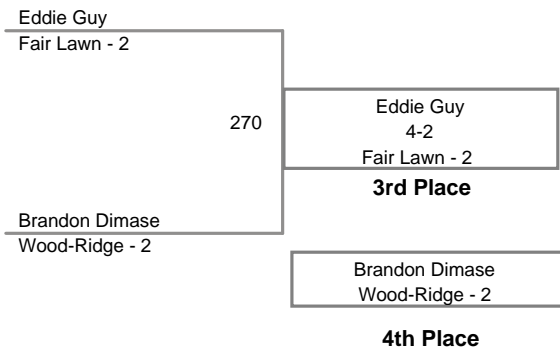 Eddie Guy
Fair Lawn - 2
270
Eddie Guy
4-2
Fair Lawn - 2
3rd Place
Brandon Dimase
Wood-Ridge - 2
Brandon Dimase
Wood-Ridge - 2
4th Place